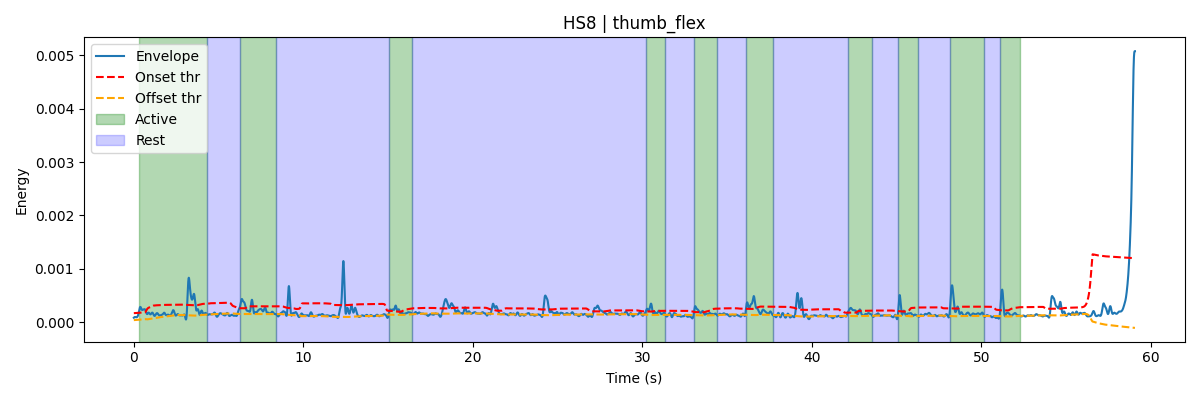 HS8 | thumb_flex
Envelope
Onset thr
Offset thr
Active
Rest
Energy
0.005
0.004
0.003
0.002
0.001
0.000
0 10 20 30 40 50 60
Time (s)